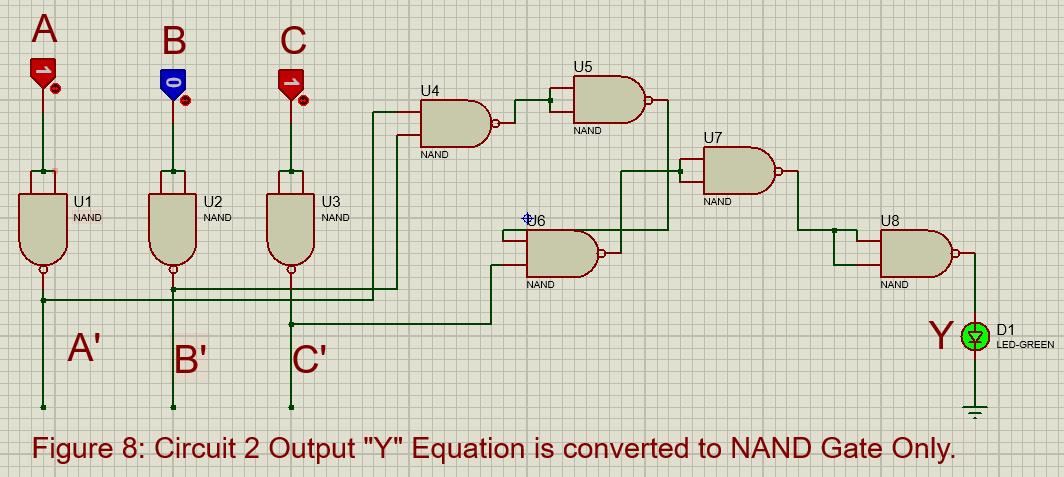 A
B
C
1
0
1
U1
NAND
U2
NAND
U3
NAND
U4
NAND
U5
NAND
U6
NAND
U7
NAND
U8
NAND
A'
B'
C'
Y
D1
LED-GREEN
Figure 8: Circuit 2 Output "Y" Equation is converted to NAND Gate Only.